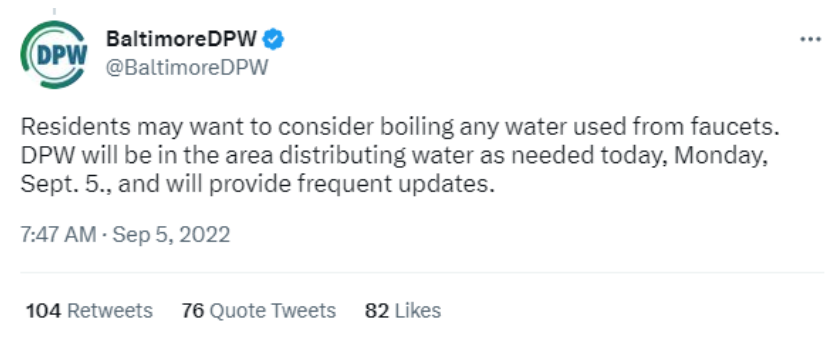 DPW
BaltimoreDPW
@BaltimoreDPW
Residents may want to consider boiling any water used from faucets.
DPW will be in the area distributing water as needed today, Monday,
Sept. 5., and will provide frequent updates.
7:47 AM · Sep 5, 2022
104 Retweets 76 Quote Tweets 82 Likes